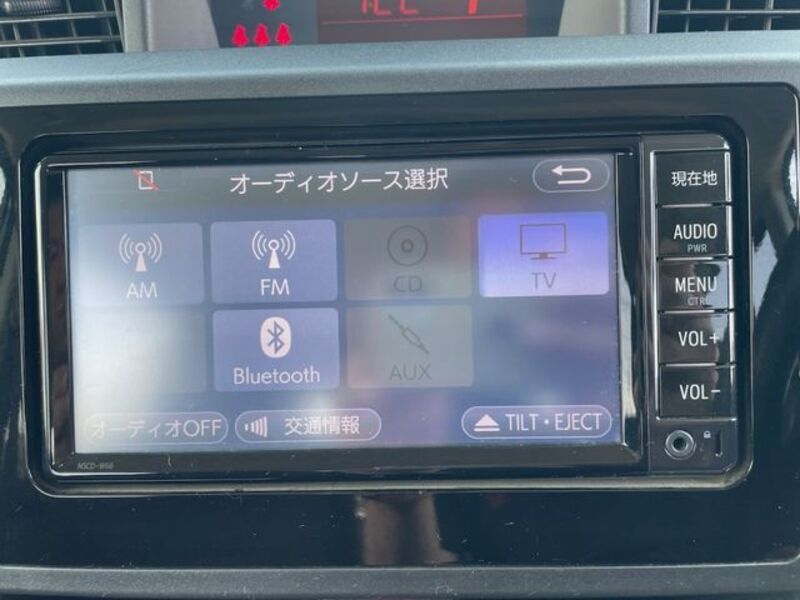 オーディオソース選択
AM
FM
CD
TV
Bluetooth
AUX
オーディオOFF
交通情報
TILT・EJECT
現在地
AUDIO
PWR
MENU
CTRL
VOL+
VOL-
NSCD-W66